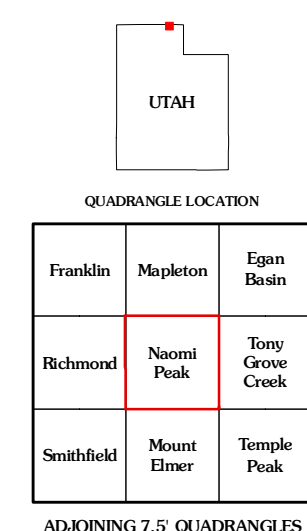 UTAH
QUADRANGLE LOCATION
Franklin
Mapleton
Egan
Basin
Richmond
Naomi
Peak
Tony
Grove
Creek
Smithfield
Mount
Elmer
Temple
Peak
ADJOINING 7.5' QUADRANGLES